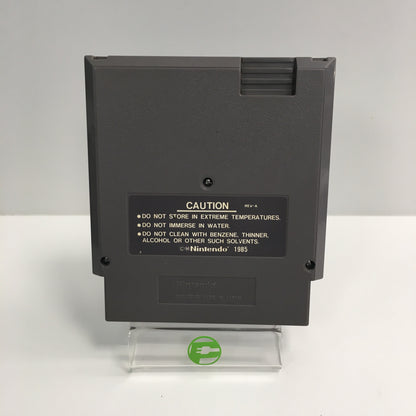 CAUTION REV-A
• DO NOT STORE IN EXTREME TEMPERATURES.
• DO NOT IMMERSE IN WATER.
• DO NOT CLEAN WITH BENZENE, THINNER,
ALCOHOL OR OTHER SUCH SOLVENTS.
Nintendo 1985
Nintendo